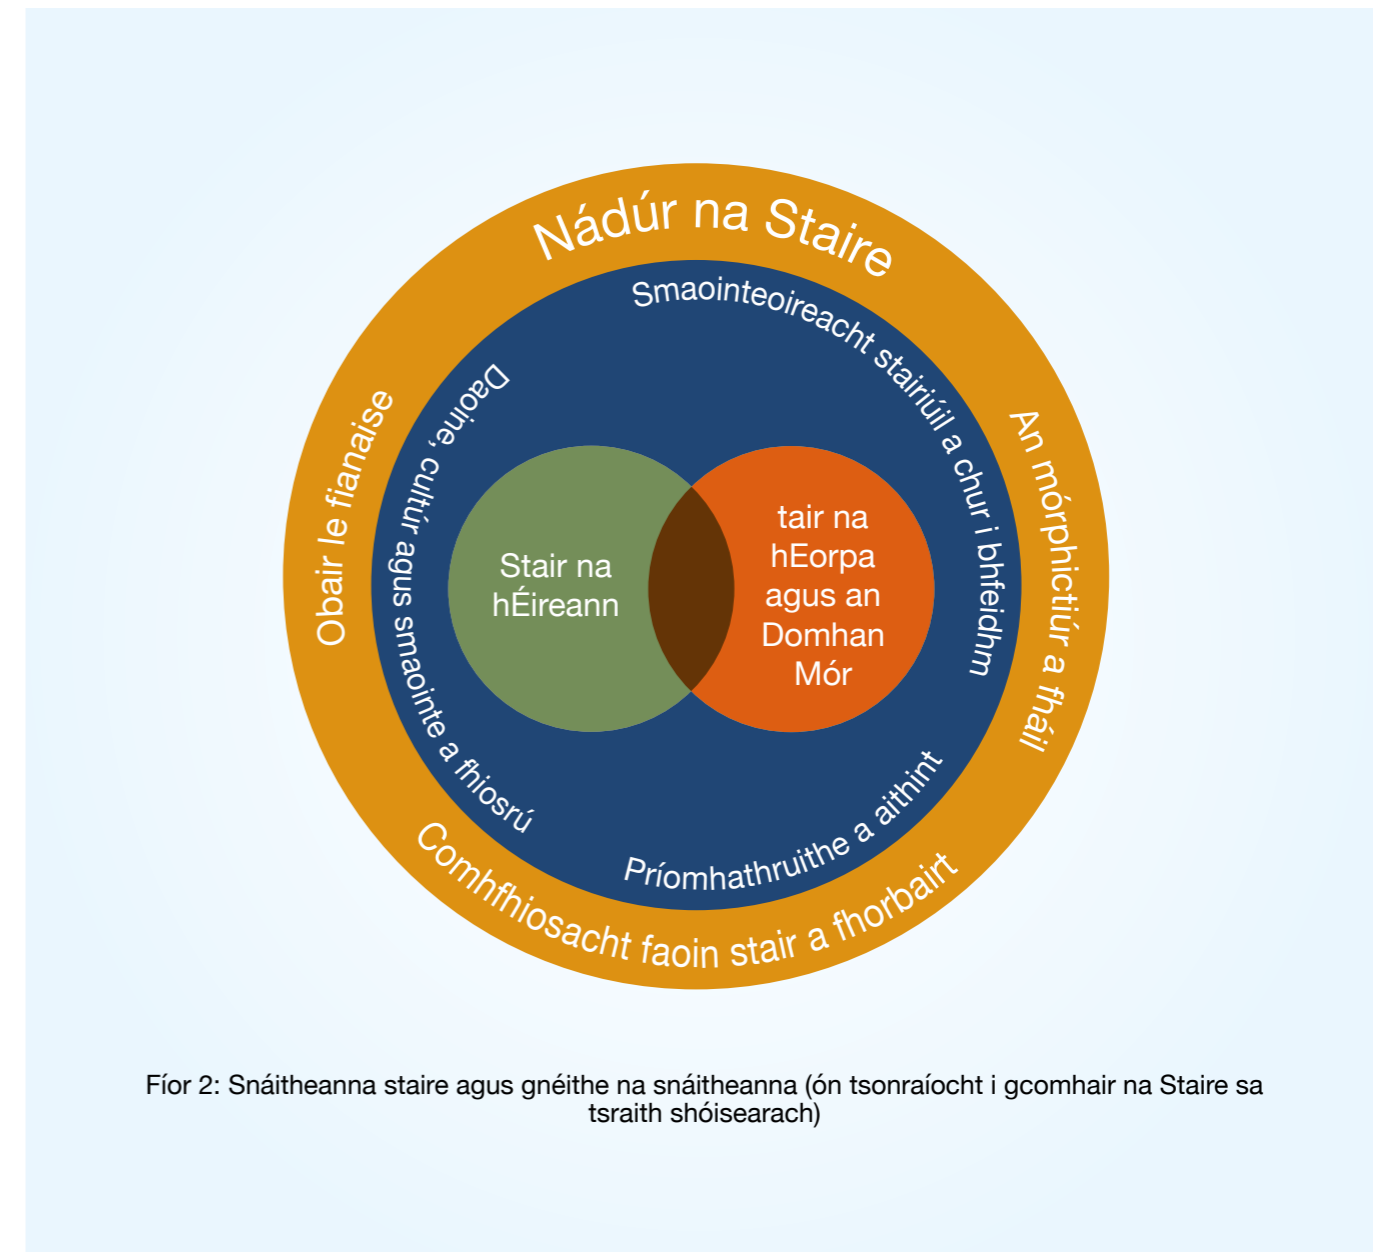 Nádúr na Staire
Obair le fianaise
An mórphictiúr a fháil
Comhfhiosacht faoin stair a fhorbairt
Smaointeoireacht stairiúil a chur i bhfeidhm
Daoine, cultúr agus smaointe a fhiosrú
Príomhathruithe a aithint
Stair na
hÉireann
tair na
hEorpa
agus an
Domhan
Mór
Fíor 2: Snáitheanna staire agus gnéithe na snáitheanna (ón tsonraíocht i gcomhair na Staire sa
tsraith shóisearach)